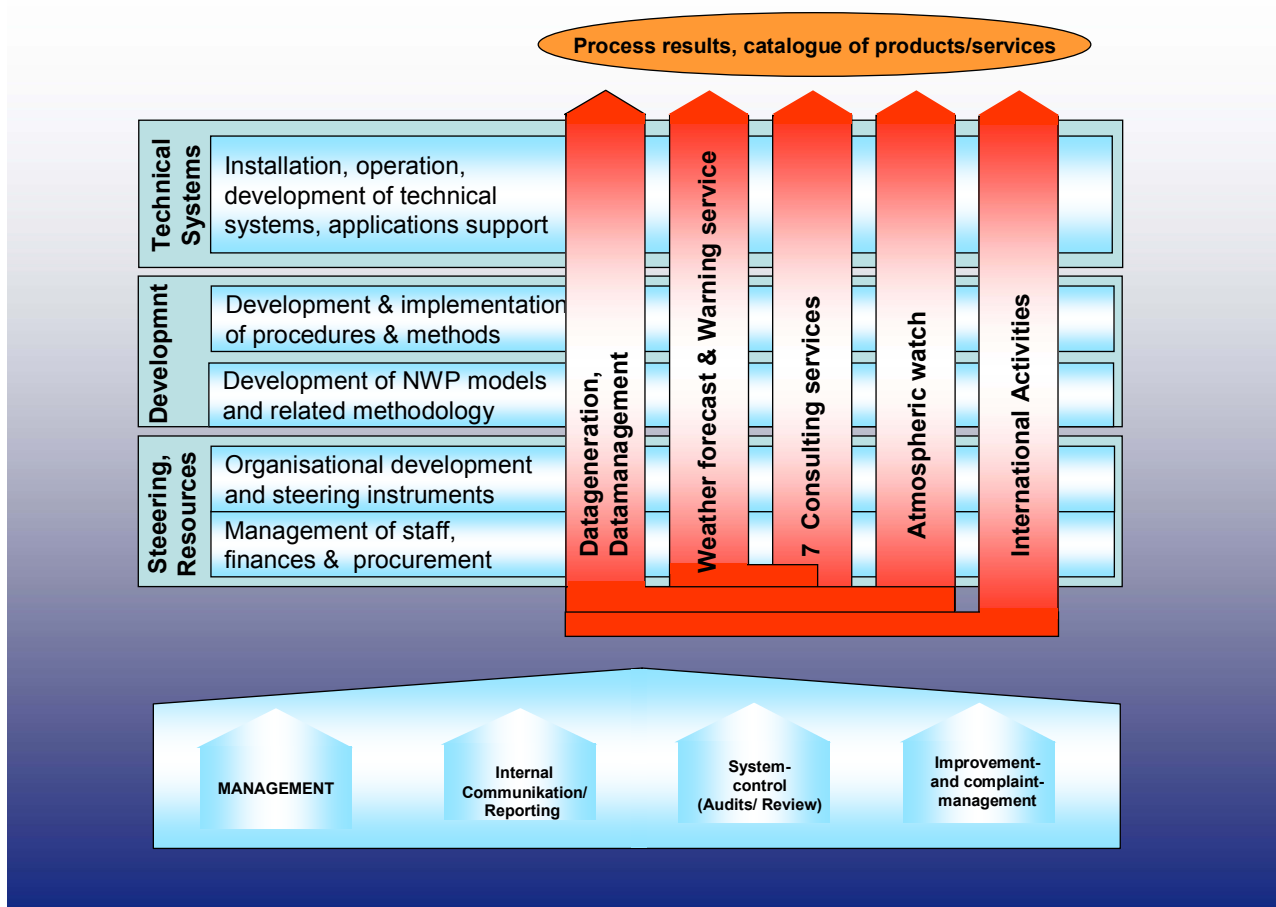 Process results, catalogue of products/services
Technical
Systems
Installation, operation,
development of technical
systems, applications support
Developmnt
Development & implementation
of procedures & methods
Development of NWP models
and related methodology
Steering,
Resources
Organisational development
and steering instruments
Management of staff,
finances & procurement
Datageneration,
Datamanagement
Weather forecast & Warning service
7 Consulting services
Atmospheric watch
International Activities
MANAGEMENT
Internal
Communikation/
Reporting
System-
control
(Audits/ Review)
Improvement-
and complaint-
management